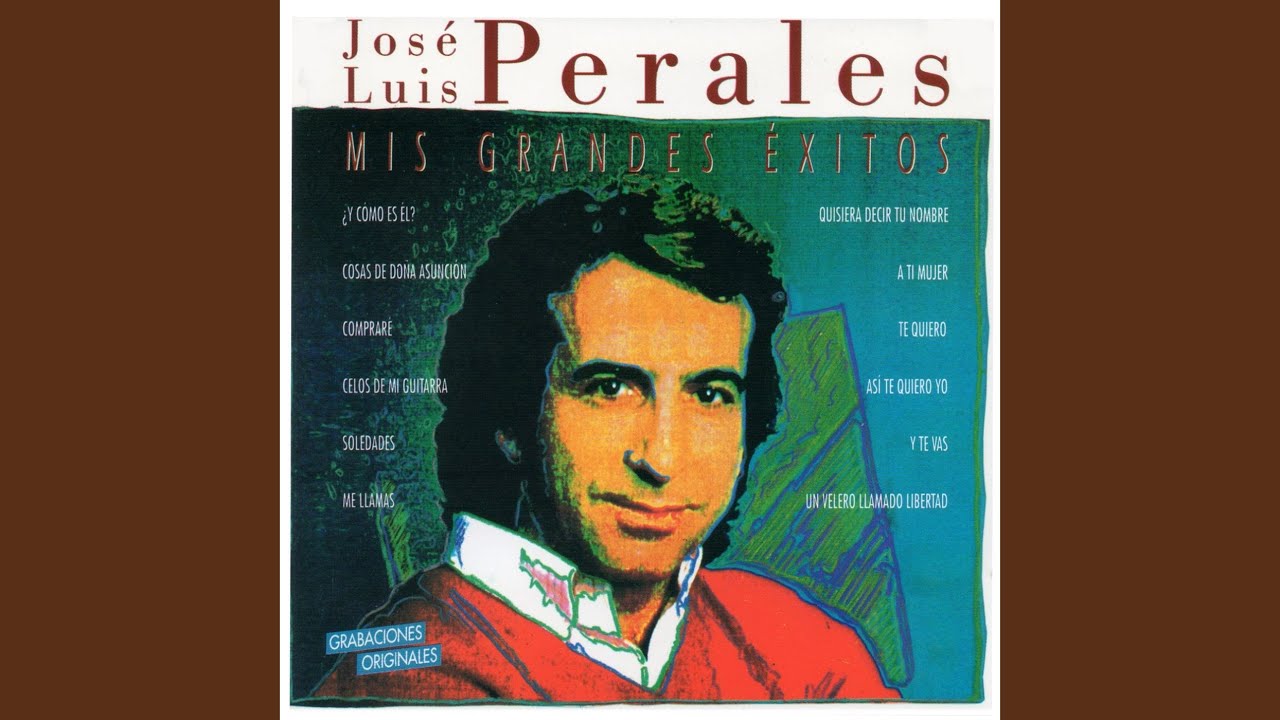 José
Luis
Perales
MIS GRANDES ÉXITOS
¿Y CÓMO ES ÉL?
COSAS DE DOÑA ASUNCIÓN
COMPRARÉ
CELOS DE MI GUITARRA
SOLEDADES
ME LLAMAS
QUISIERA DECIR TU NOMBRE
A TI MUJER
TE QUIERO
ASÍ TE QUIERO YO
Y TE VAS
UN VELERO LLAMADO LIBERTAD
GRABACIONES
ORIGINALES